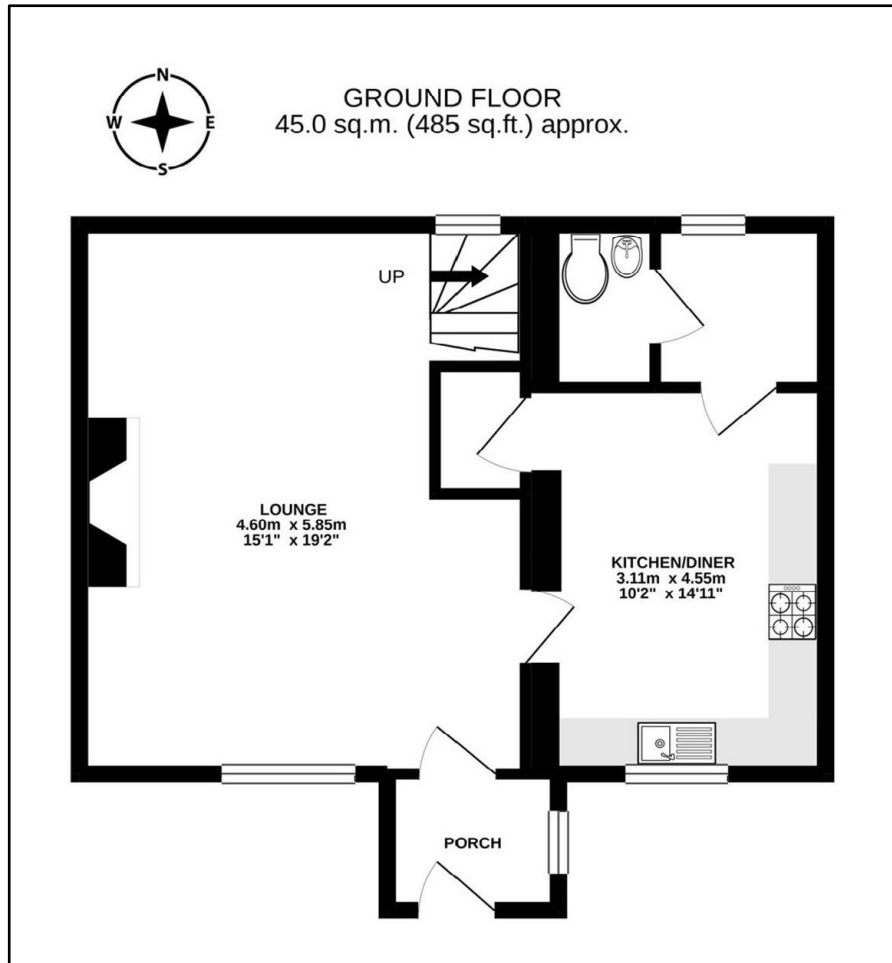 N
W E
S
GROUND FLOOR
45.0 sq.m. (485 sq.ft.) approx.
UP
LOUNGE
4.60m x 5.85m
15'1" x 19'2"
KITCHEN/DINER
3.11m x 4.55m
10'2" x 14'11"
PORCH